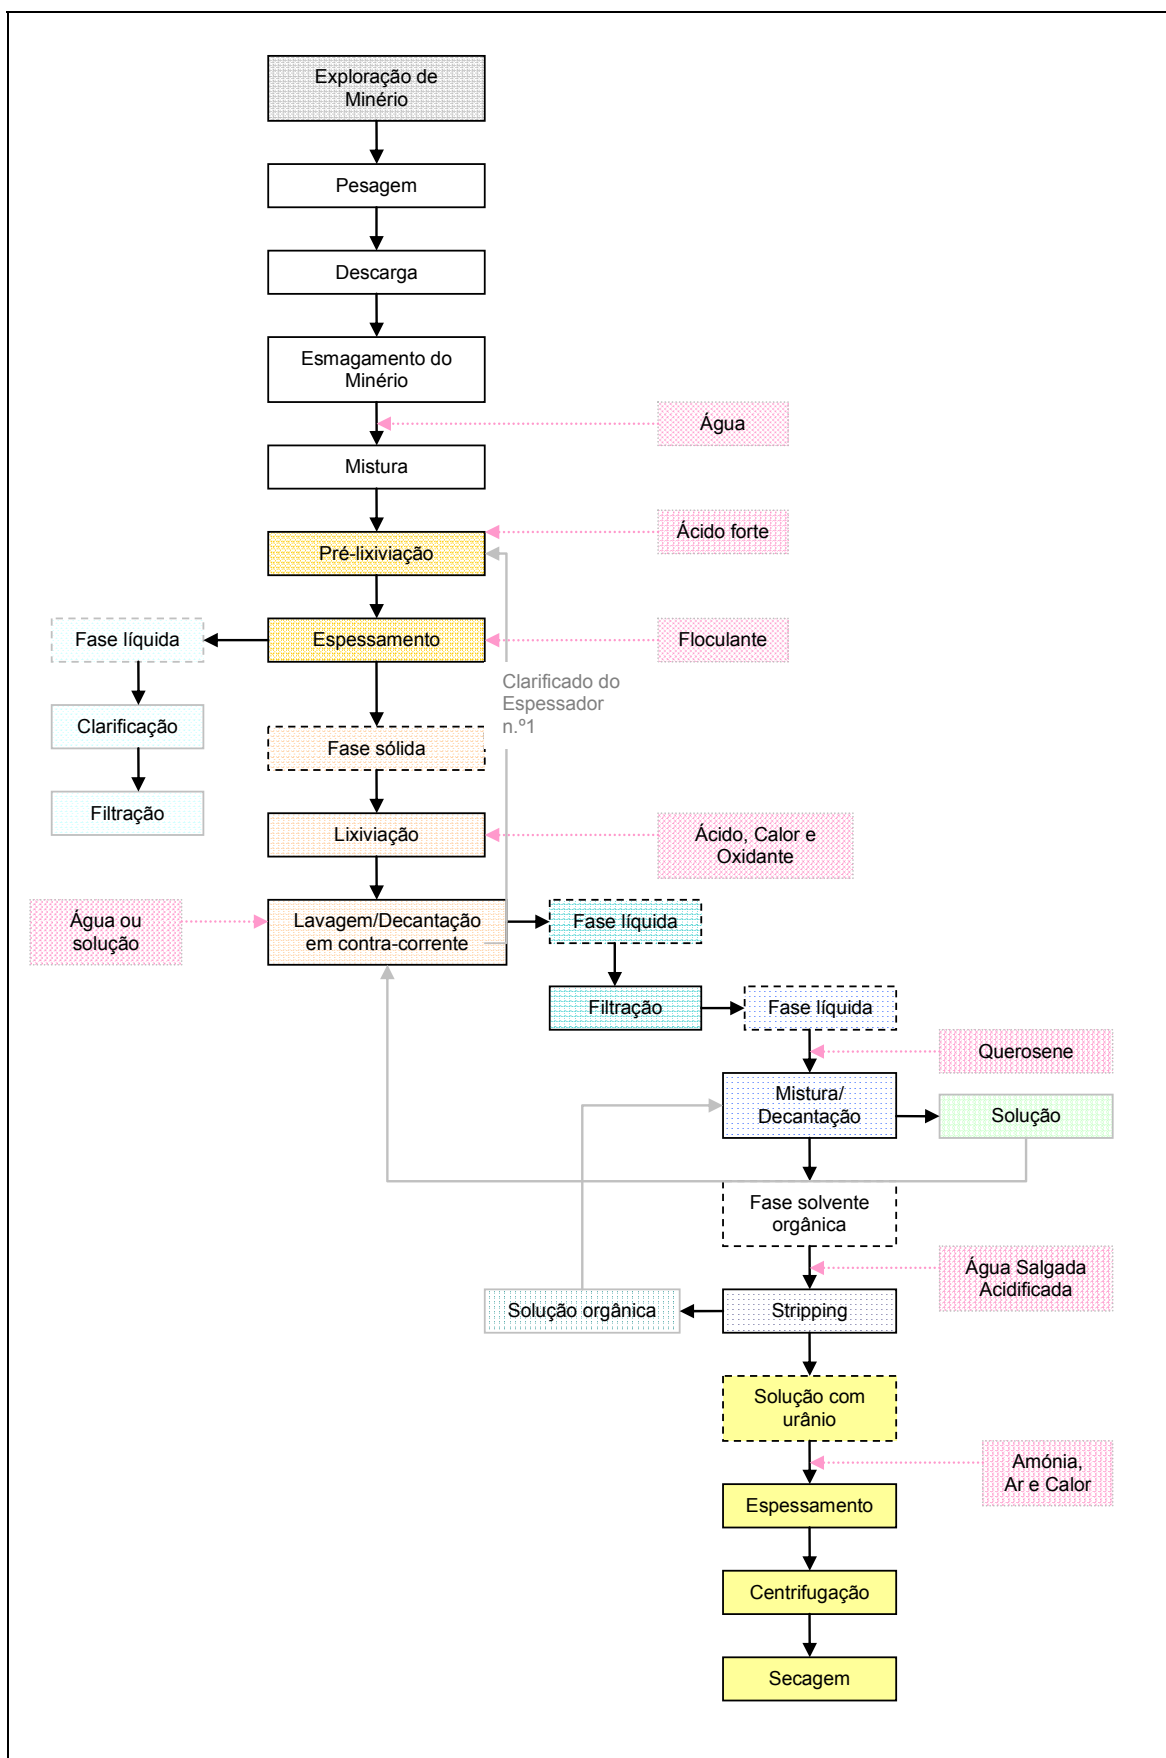 Exploração de
Minério
Pesagem
Descarga
Esmagamento do
Minério
Água
Mistura
Ácido forte
Pré-lixiviação
Fase líquida
Espessamento
Floculante
Clarificado do
Espessador
n.º1
Clarificação
Fase sólida
Filtração
Lixiviação
Ácido, Calor e
Oxidante
Água ou
solução
Lavagem/Decantação
em contra-corrente
Fase líquida
Filtração
Fase líquida
Querosene
Mistura/
Decantação
Solução
Fase solvente
orgânica
Água Salgada
Acidificada
Solução orgânica
Stripping
Solução com
urânio
Amónia,
Ar e Calor
Espessamento
Centrifugação
Secagem